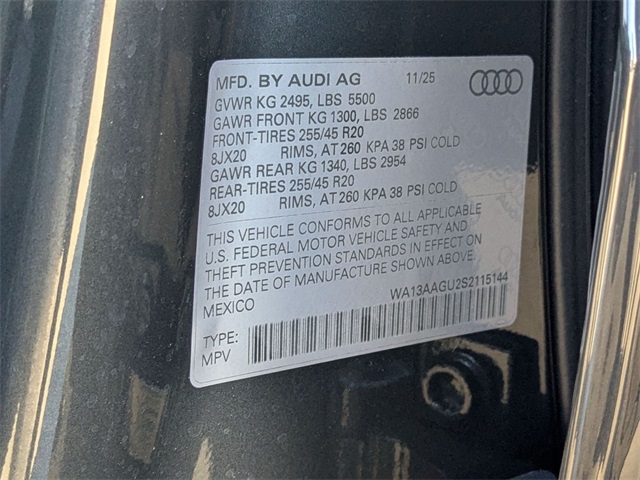 MFD. BY AUDI AG 11/25
GVWR KG 2495, LBS 5500
GAWR FRONT KG 1300, LBS 2866
FRONT-TIRES 255/45 R20
8JX20 RIMS, AT 260 KPA 38 PSI COLD
GAWR REAR KG 1340, LBS 2954
REAR-TIRES 255/45 R20
8JX20 RIMS, AT 260 KPA 38 PSI COLD
THIS VEHICLE CONFORMS TO ALL APPLICABLE
U.S. FEDERAL MOTOR VEHICLE SAFETY AND
THEFT PREVENTION STANDARDS IN EFFECT ON
THE DATE OF MANUFACTURE SHOWN ABOVE.
MEXICO WA13AAGU2S2115144
TYPE:
MPV